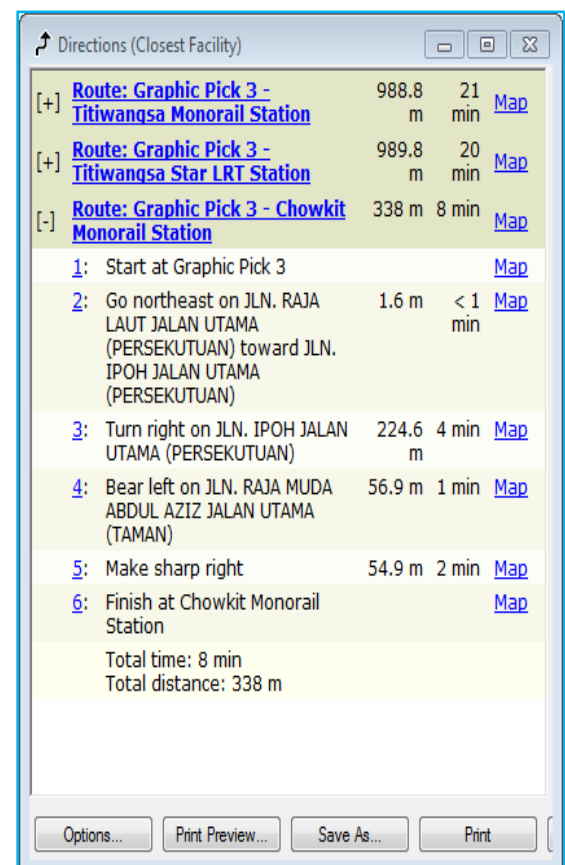 Directions (Closest Facility)
[+] Route: Graphic Pick 3 - 988.8 21 Map
Titiwangsa Monorail Station m min
[+] Route: Graphic Pick 3 - 989.8 20 Map
Titiwangsa Star LRT Station m min
[-] Route: Graphic Pick 3 - Chowkit 338 m 8 min Map
Monorail Station
1: Start at Graphic Pick 3 Map
2: Go northeast on JLN. RAJA 1.6 m < 1 Map
LAUT JALAN UTAMA min
(PERSEKUTUAN) toward JLN.
IPOH JALAN UTAMA
(PERSEKUTUAN)
3: Turn right on JLN. IPOH JALAN 224.6 4 min Map
UTAMA (PERSEKUTUAN) m
4: Bear left on JLN. RAJA MUDA 56.9 m 1 min Map
ABDUL AZIZ JALAN UTAMA
(TAMAN)
5: Make sharp right 54.9 m 2 min Map
6: Finish at Chowkit Monorail Map
Station
Total time: 8 min
Total distance: 338 m
Options... Print Preview... Save As... Print